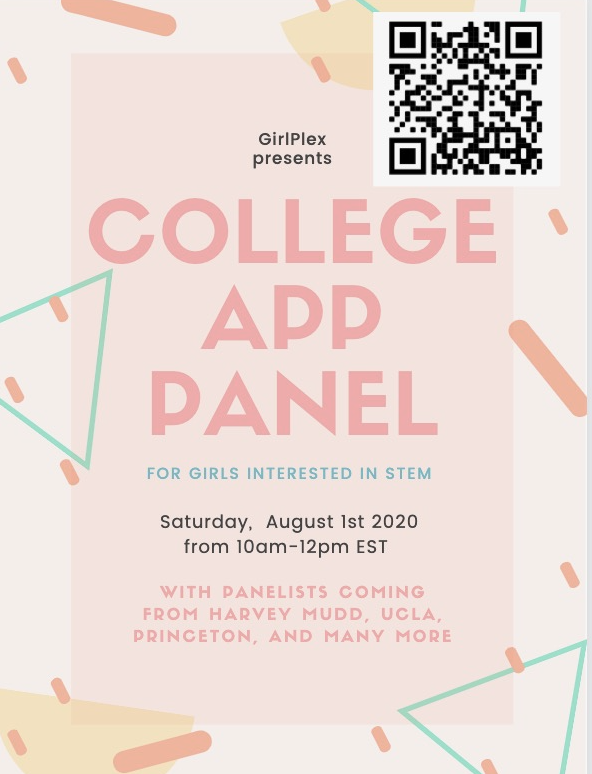 GirlPlex
presents
COLLEGE
APP
PANEL
FOR GIRLS INTERESTED IN STEM
Saturday,  August 1st 2020
from 10am-12pm EST
WITH PANELISTS COMING
FROM HARVEY MUDD, UCLA,
PRINCETON, AND MANY MORE